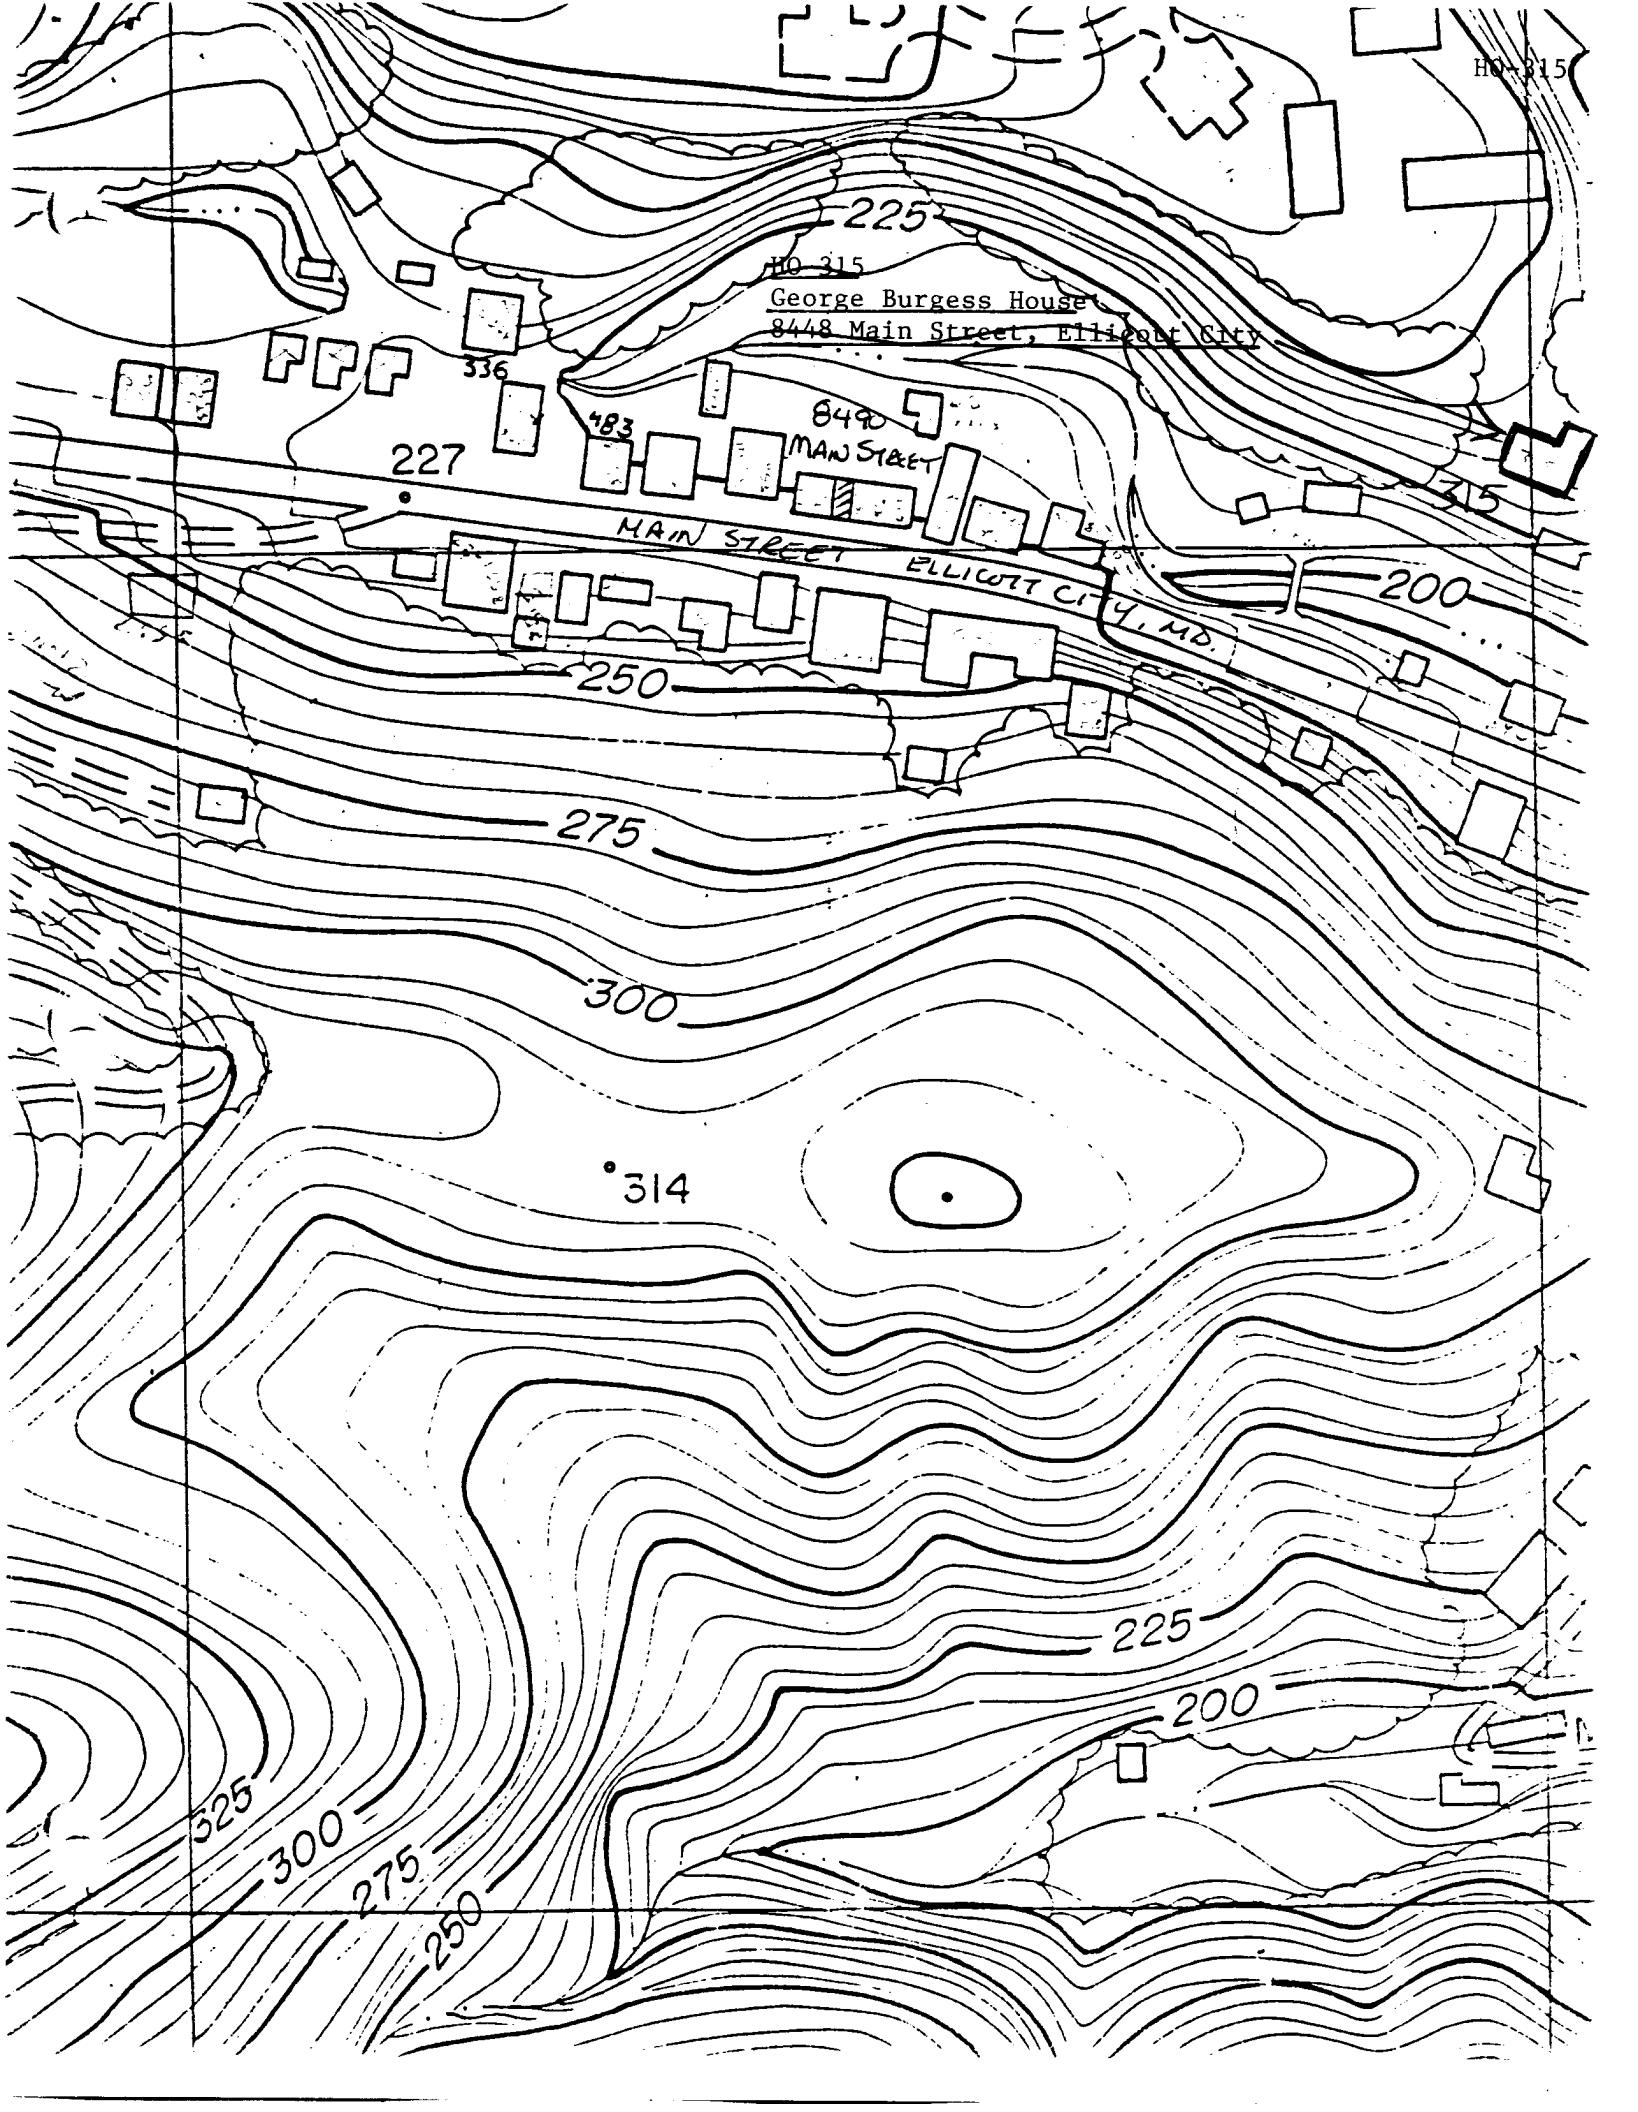 HO-315
225
HO 315
George Burgess House
8448 Main Street, Ellicott City
336
483
8490
MAIN STREET
227
315
MAIN STREET ELLICOTT CITY, MD.
200
250
275
300
314
225
200
325
300
275
250